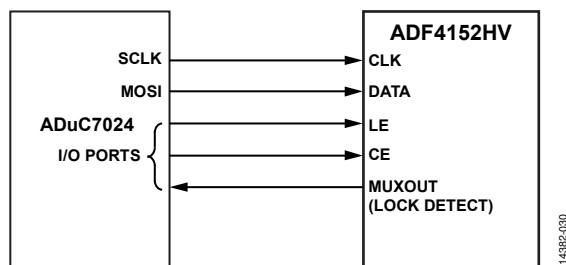 ADF4152HV
SCLK
CLK
MOSI
DATA
ADuC7024
LE
I/O PORTS
CE
MUXOUT
(LOCK DETECT)
14382-030